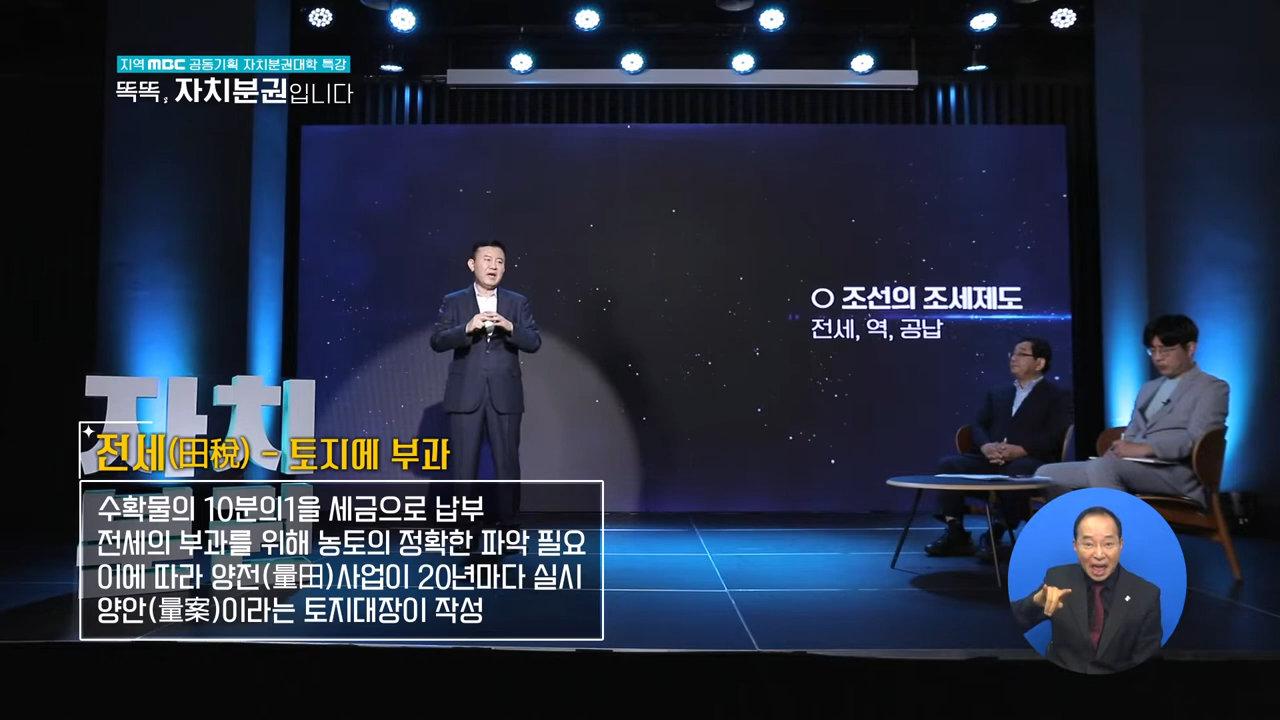 지역 MBC 공동기획 자치분권대학 특강
똑똑, 자치분권입니다
O 조선의 조세제도
전세, 역, 공납
자치
전세(田稅) - 토지에 부과
수확물의 10분의1을 세금으로 납부
전세의 부과를 위해 농토의 정확한 파악 필요
이에 따라 양전(量田)사업이 20년마다 실시
양안(量案)이라는 토지대장이 작성